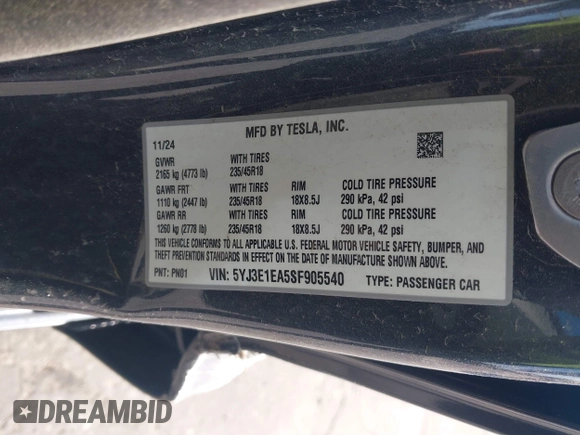 MFD BY TESLA, INC.
11/24
GVWR WITH TIRES
2165 kg (4773 lb) 235/45R18
GAWR FRT WITH TIRES RIM COLD TIRE PRESSURE
1110 kg (2447 lb) 235/45R18 18X8.5J 290 kPa, 42 psi
GAWR RR WITH TIRES RIM COLD TIRE PRESSURE
1260 kg (2778 lb) 235/45R18 18X8.5J 290 kPa, 42 psi
THIS VEHICLE CONFORMS TO ALL APPLICABLE U.S. FEDERAL MOTOR VEHICLE SAFETY, BUMPER, AND
THEFT PREVENTION STANDARDS IN EFFECT ON THE DATE OF MANUFACTURE SHOWN ABOVE.
PNT: PN01 VIN: 5YJ3E1EA5SF905540 TYPE: PASSENGER CAR
DREAMBID